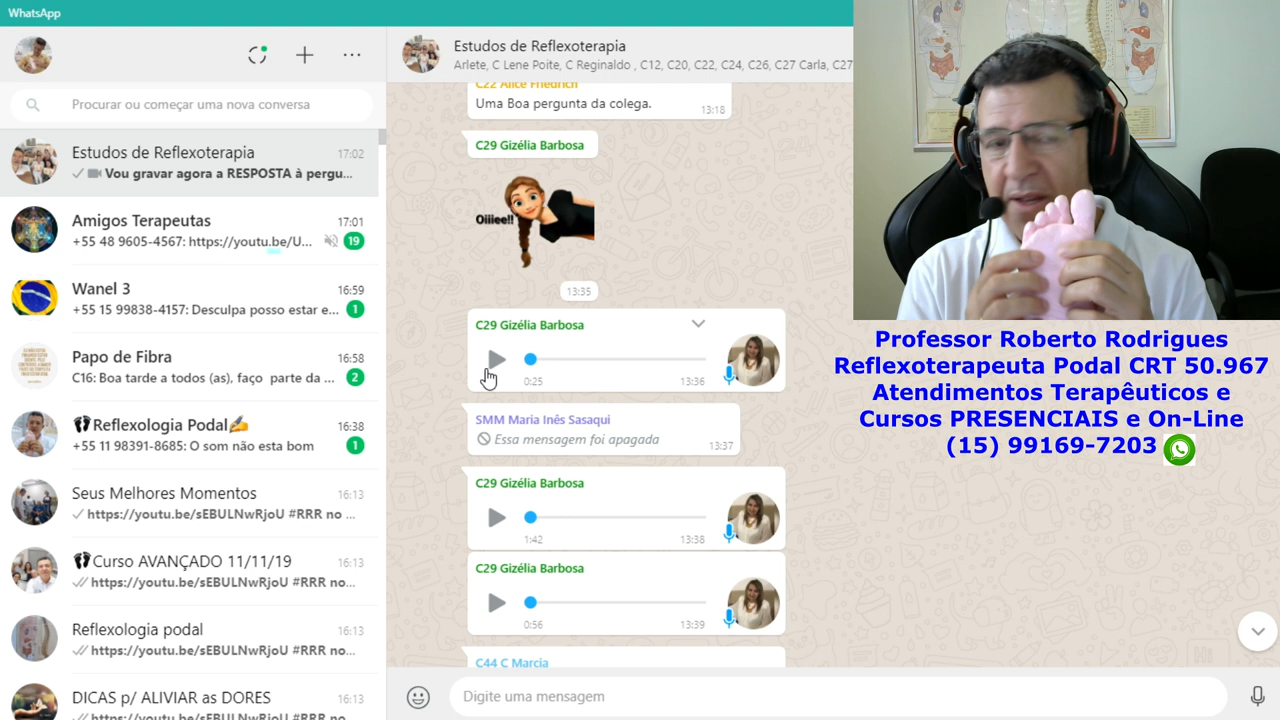 WhatsApp
Procurar ou começar uma nova conversa
Estudos de Reflexoterapia 17:02
Vou gravar agora a RESPOSTA à pergu...
Amigos Terapeutas 17:01
+55 48 9605-4567: https://youtu.be/U... 19
Wanel 3 16:59
+55 15 99838-4157: Desculpa posso estar e... 1
Papo de Fibra 16:58
C16: Boa tarde a todos (as), faço parte da ... 2
👣Reflexologia Podal✍ 16:38
+55 11 98391-8685: O som não esta bom 1
Seus Melhores Momentos 16:13
https://youtu.be/sEBULNwRjoU #RRR no ...
👣Curso AVANÇADO 11/11/19 16:13
https://youtu.be/sEBULNwRjoU #RRR no...
Reflexologia podal 16:13
https://youtu.be/sEBULNwRjoU #RRR no...
DICAS p/ ALIVIAR as DORES 16:13
https://youtu.be/sEBULNwRjoU #RRR no...
Estudos de Reflexoterapia
Arlete, C Lene Poite, C Reginaldo , C12, C20, C22, C24, C26, C27 Carla, C27
C22 Alice Friedrich
Uma Boa pergunta da colega. 13:18
C29 Gizélia Barbosa
Oiiiee!!
13:35
C29 Gizélia Barbosa
0:25 13:36
SMM Maria Inês Sasaqui
Essa mensagem foi apagada 13:37
C29 Gizélia Barbosa
1:42 13:38
C29 Gizélia Barbosa
0:56 13:39
C44 C Marcia
Digite uma mensagem
Professor Roberto Rodrigues
Reflexoterapeuta Podal CRT 50.967
Atendimentos Terapêuticos e
Cursos PRESENCIAIS e On-Line
(15) 99169-7203